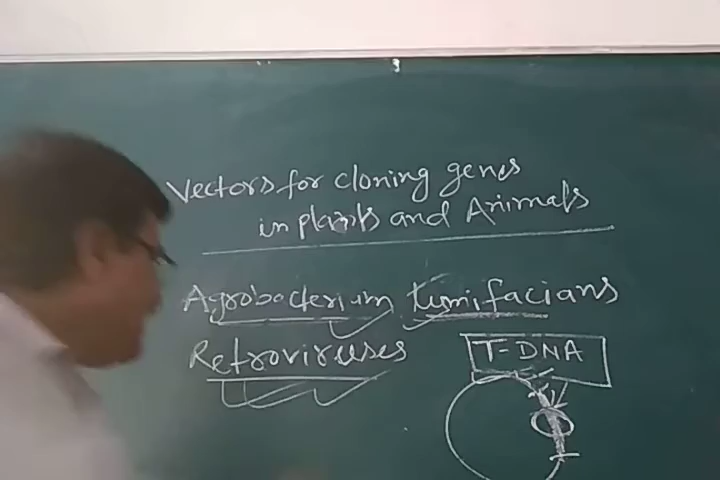 Vectors for cloning genes
in plants and Animals
Agrobacterium tumifacians
Retroviruses
T-DNA